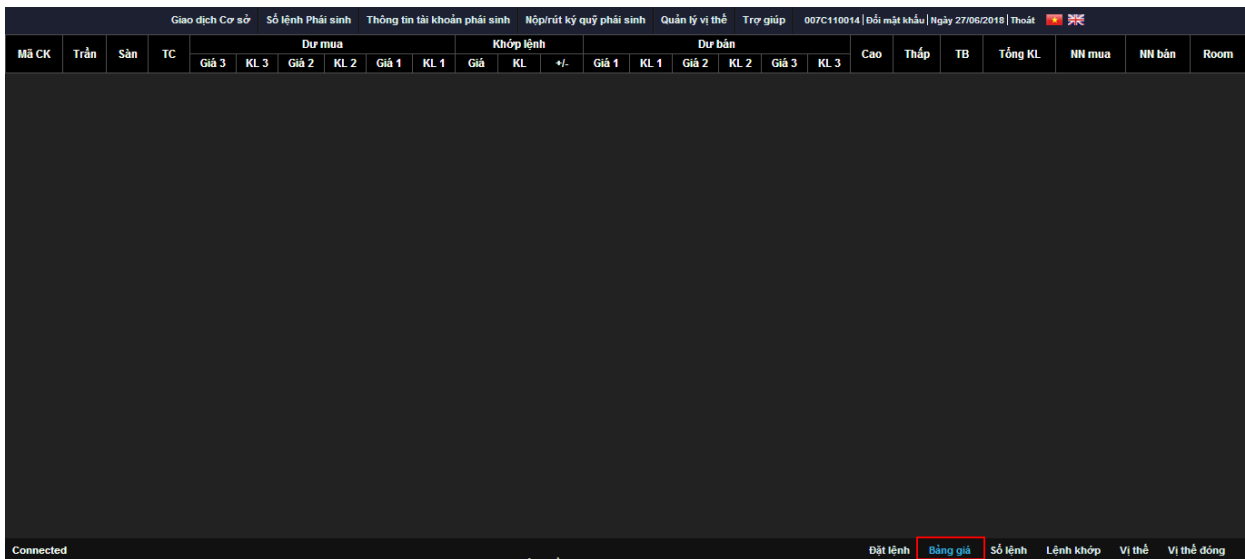 Giao dịch Cơ sở Sổ lệnh Phái sinh Thông tin tài khoản phái sinh Nộp/rút ký quỹ phái sinh Quản lý vị thế Trợ giúp 007C110014 | Đổi mật khẩu | Ngày 27/06/2018 | Thoát
Mã CK Trần Sàn TC Dư mua Khớp lệnh Dư bán Cao Thấp TB Tổng KL NN mua NN bán Room
Giá 3 KL 3 Giá 2 KL 2 Giá 1 KL 1 Giá KL +/- Giá 1 KL 1 Giá 2 KL 2 Giá 3 KL 3
Connected Đặt lệnh Bảng giá Sổ lệnh Lệnh khớp Vị thế Vị thế đóng